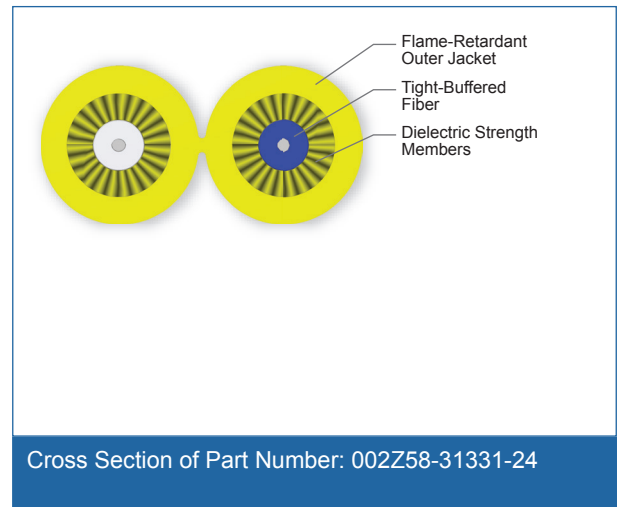 Flame-Retardant
Outer Jacket
Tight-Buffered
Fiber
Dielectric Strength
Members
Cross Section of Part Number: 002Z58-31331-24